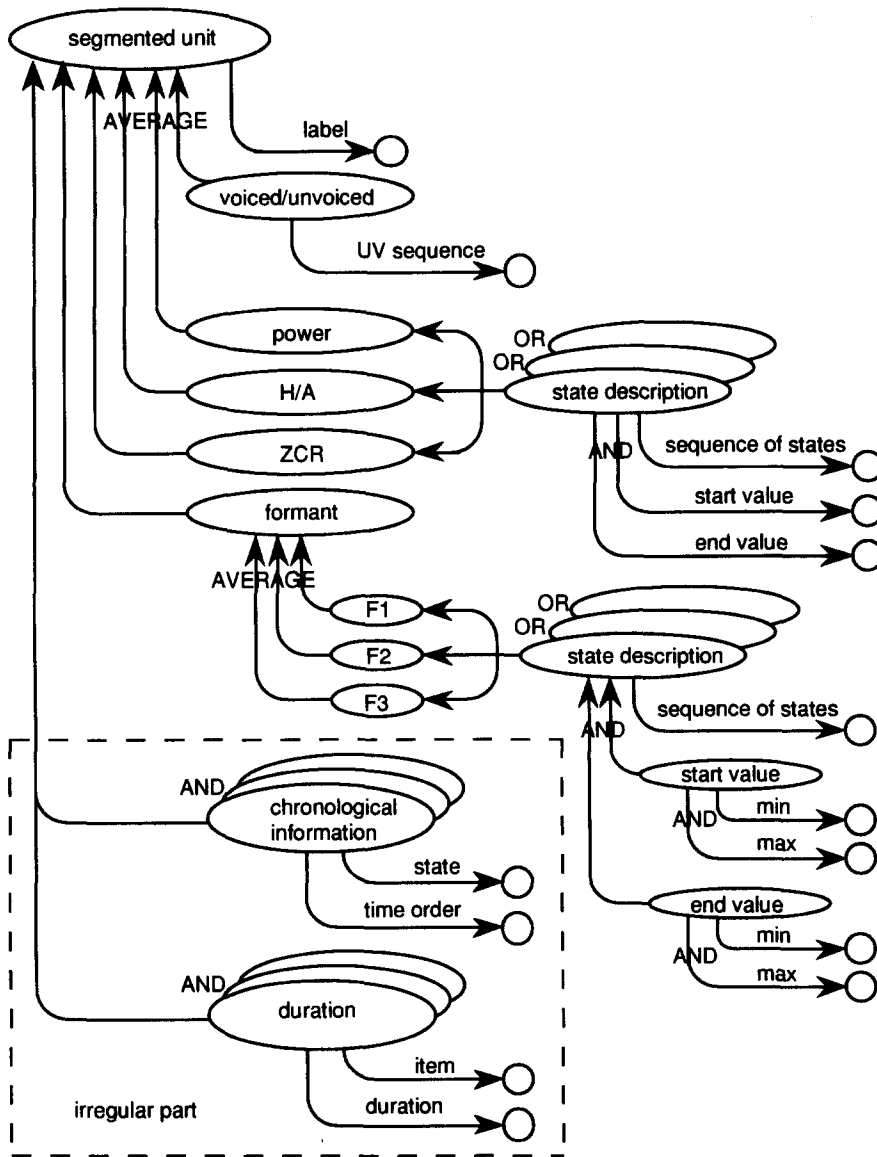 segmented unit
AVERAGE
label
voiced/unvoiced
UV sequence
power
OR
OR
H/A
state description
ZCR
AND
sequence of states
formant
start value
end value
AVERAGE
F1
OR
OR
F2
state description
F3
sequence of states
AND
start value
AND
min
max
AND
chronological
information
state
time order
end value
AND
min
max
AND
duration
item
duration
irregular part